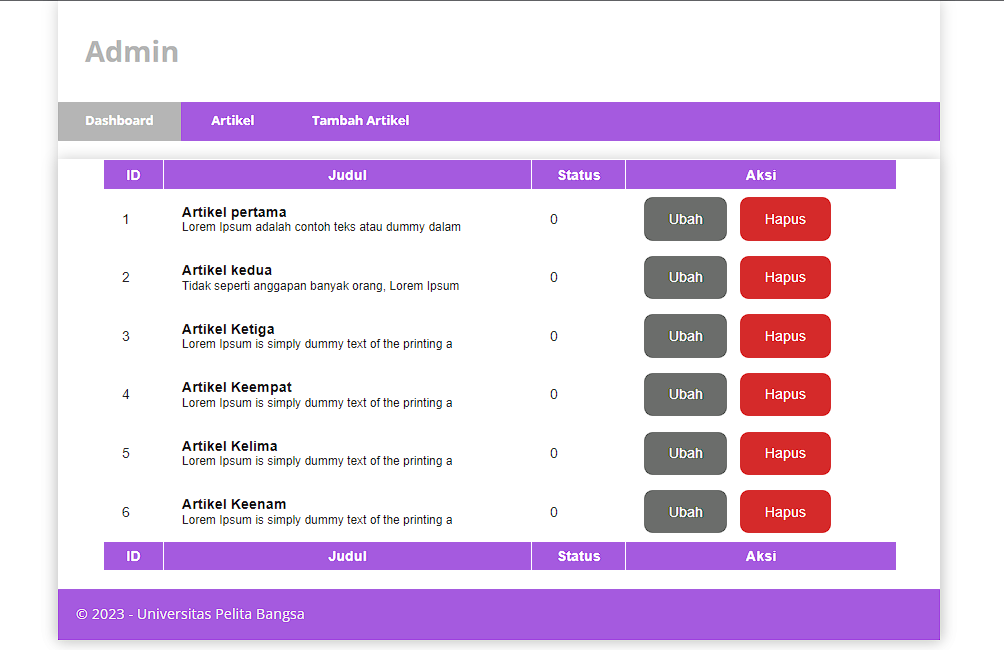 Admin
Dashboard Artikel Tambah Artikel
ID Judul Status Aksi
1 Artikel pertama 0 Ubah Hapus
Lorem Ipsum adalah contoh teks atau dummy dalam
2 Artikel kedua 0 Ubah Hapus
Tidak seperti anggapan banyak orang, Lorem Ipsum
3 Artikel Ketiga 0 Ubah Hapus
Lorem Ipsum is simply dummy text of the printing a
4 Artikel Keempat 0 Ubah Hapus
Lorem Ipsum is simply dummy text of the printing a
5 Artikel Kelima 0 Ubah Hapus
Lorem Ipsum is simply dummy text of the printing a
6 Artikel Keenam 0 Ubah Hapus
Lorem Ipsum is simply dummy text of the printing a
ID Judul Status Aksi
© 2023 - Universitas Pelita Bangsa